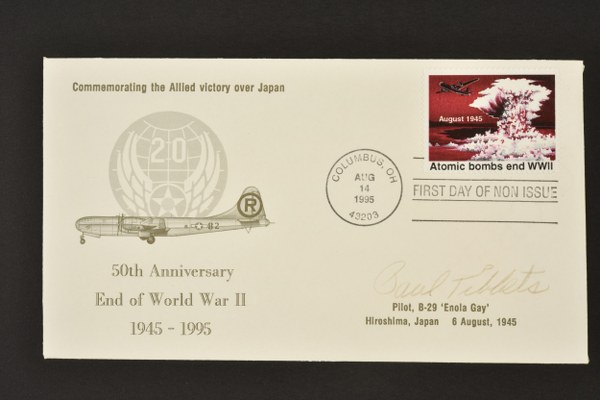 Commemorating the Allied victory over Japan
20
R
82
50th Anniversary
End of World War II
1945 - 1995
August 1945
Atomic bombs end WWII
COLUMBUS, OH
AUG
14
1995
43203
FIRST DAY OF NON ISSUE
Paul Tibbets
Pilot, B-29 'Enola Gay'
Hiroshima, Japan 6 August, 1945